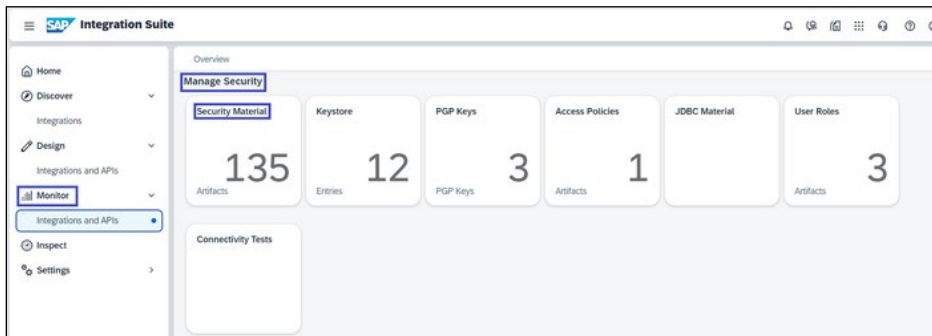 SAP Integration Suite
Home
Discover
Integrations
Design
Integrations and APIs
Monitor
Integrations and APIs
Inspect
Settings
Overview
Manage Security
Security Material
135
Artifacts
Keystore
12
Entries
PGP Keys
3
PGP Keys
Access Policies
1
Artifacts
JDBC Material
User Roles
3
Artifacts
Connectivity Tests